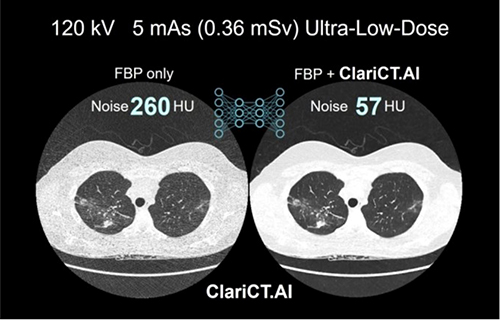 120 kV 5 mAs (0.36 mSv) Ultra-Low-Dose
FBP only
Noise 260 HU
FBP + ClariCT.AI
Noise 57 HU
ClariCT.AI